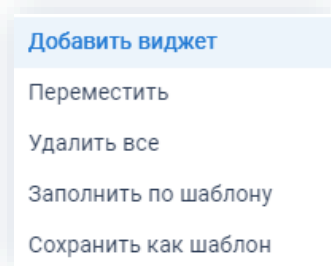 Добавить виджет
Переместить
Удалить все
Заполнить по шаблону
Сохранить как шаблон